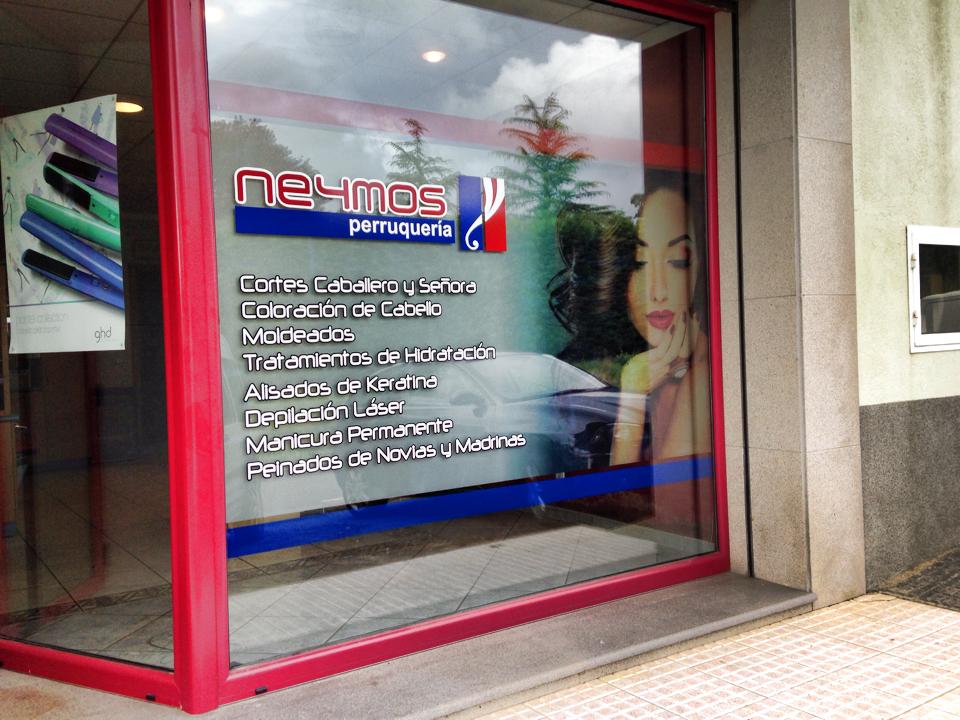 neymos
perruquería
Cortes Caballero y Señora
Coloración de Cabello
Moldeados
Tratamientos de Hidratación
Alisados de Keratina
Depilación Láser
Manicura Permanente
Peinados de Novias y Madrinas
collection
ghd